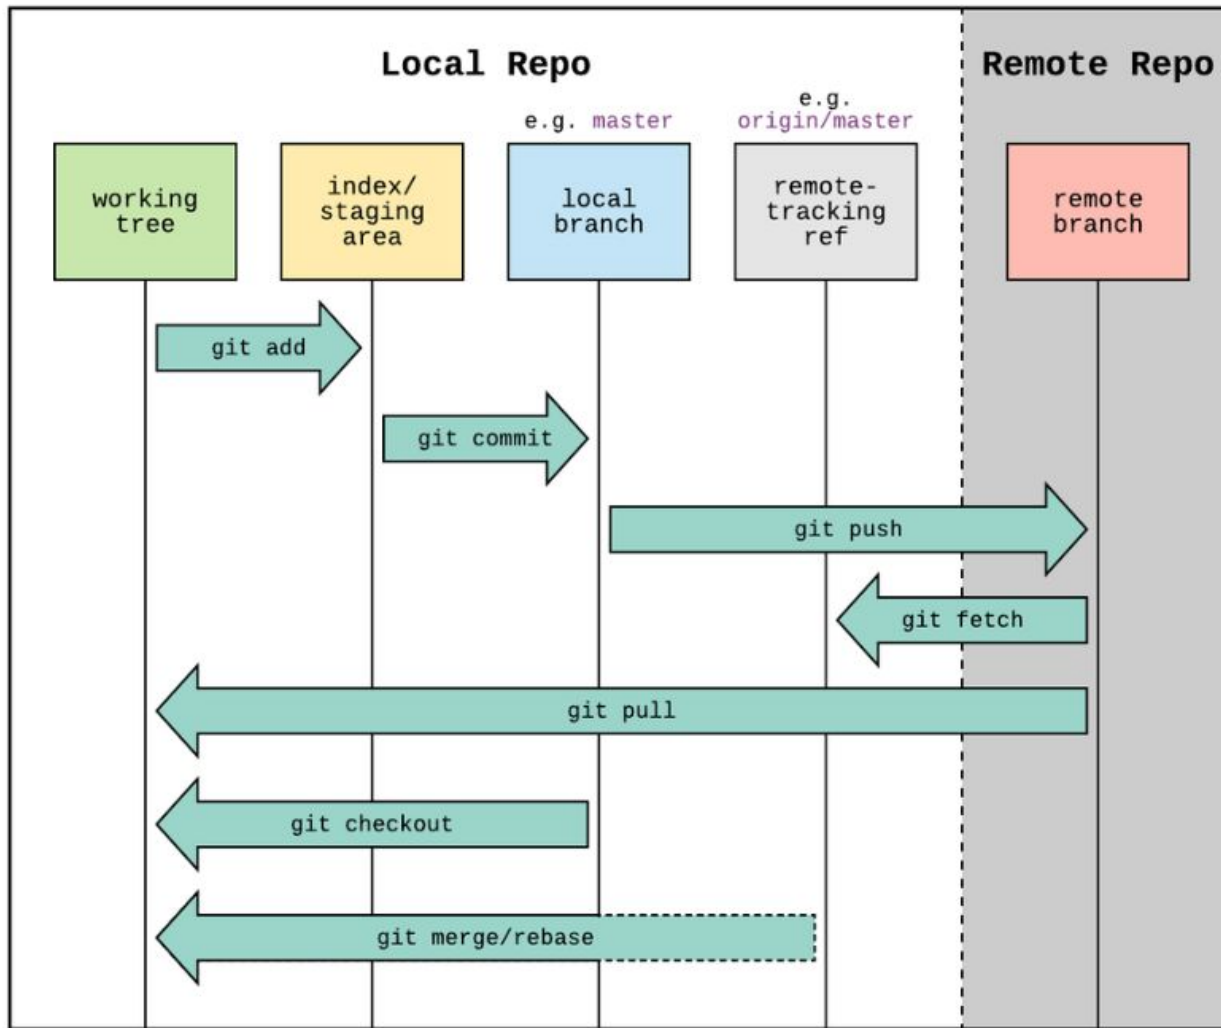 Local Repo
Remote Repo
e.g. master
e.g.
origin/master
working
tree
index/
staging
area
local
branch
remote-
tracking
ref
remote
branch
git add
git commit
git push
git fetch
git pull
git checkout
git merge/rebase